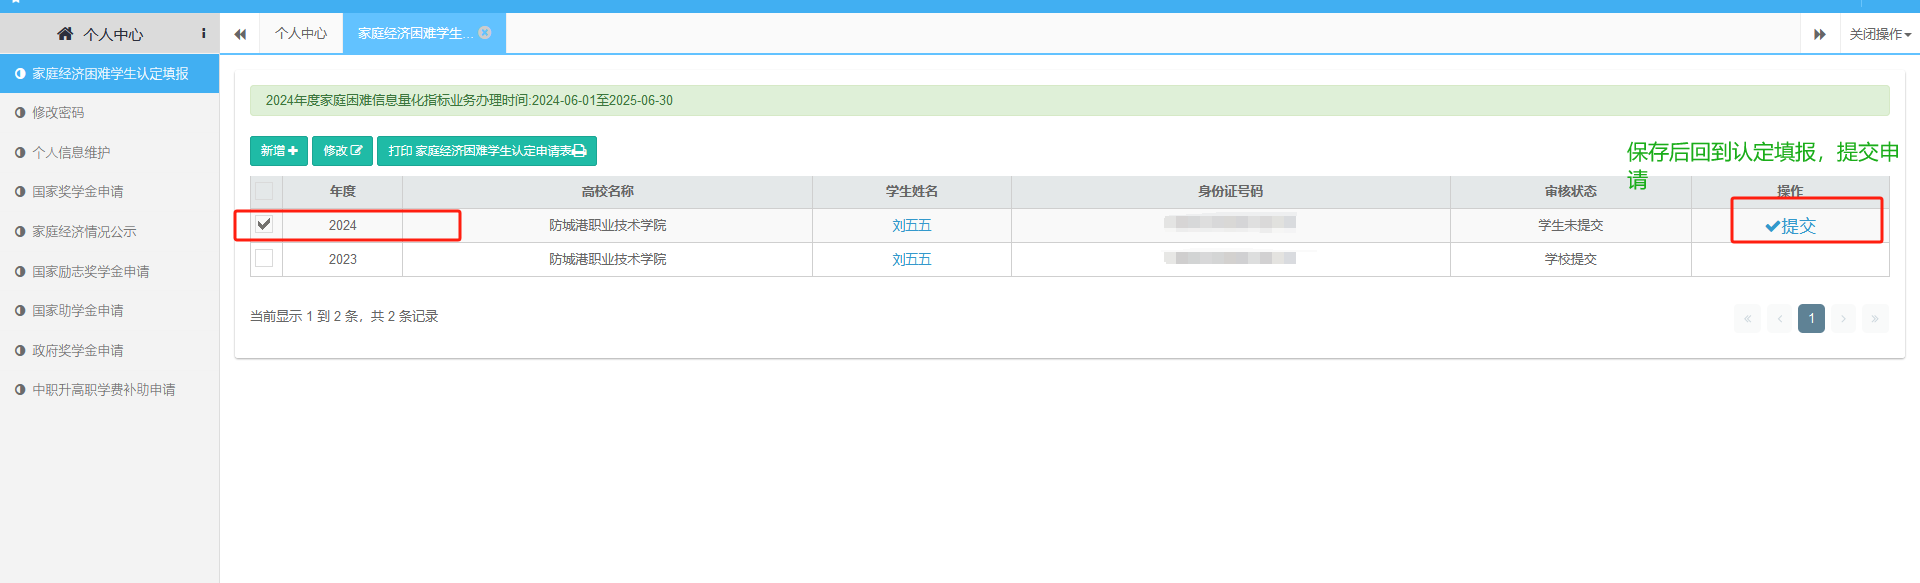 个人中心
个人中心
家庭经济困难学生...
关闭操作
家庭经济困难学生认定填报
修改密码
个人信息维护
国家奖学金申请
家庭经济情况公示
国家励志奖学金申请
国家助学金申请
政府奖学金申请
中职升高职学费补助申请
2024年度家庭困难信息量化指标业务办理时间:2024-06-01至2025-06-30
新增 修改 打印 家庭经济困难学生认定申请表
保存后回到认定填报，提交申
请
年度 高校名称 学生姓名 身份证号码 审核状态 操作
2024 防城港职业技术学院 刘五五 学生未提交 提交
2023 防城港职业技术学院 刘五五 学校提交
当前显示 1 到 2 条，共 2 条记录
« ‹ 1 › »